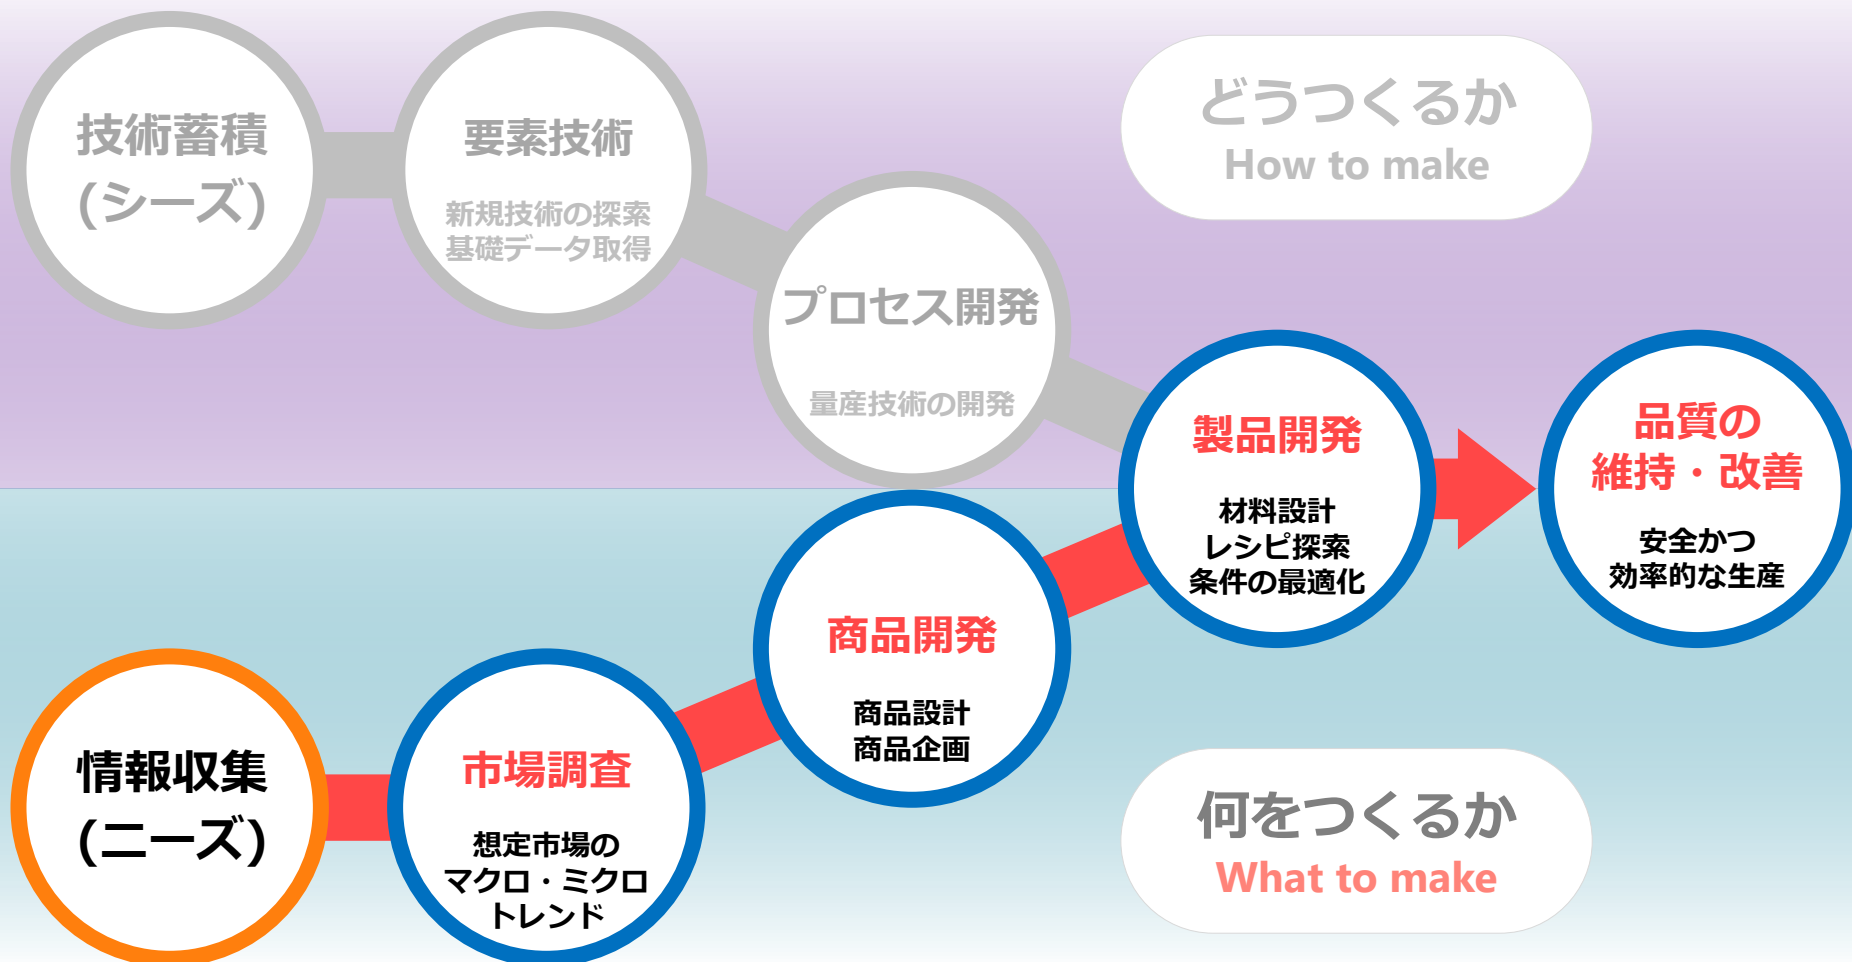 技術蓄積
(シーズ)
要素技術
新規技術の探索
基礎データ取得
どうつくるか
How to make
プロセス開発
量産技術の開発
製品開発
材料設計
レシピ探索
条件の最適化
品質の
維持・改善
安全かつ
効率的な生産
商品開発
商品設計
商品企画
情報収集
(ニーズ)
市場調査
想定市場の
マクロ・ミクロ
トレンド
何をつくるか
What to make